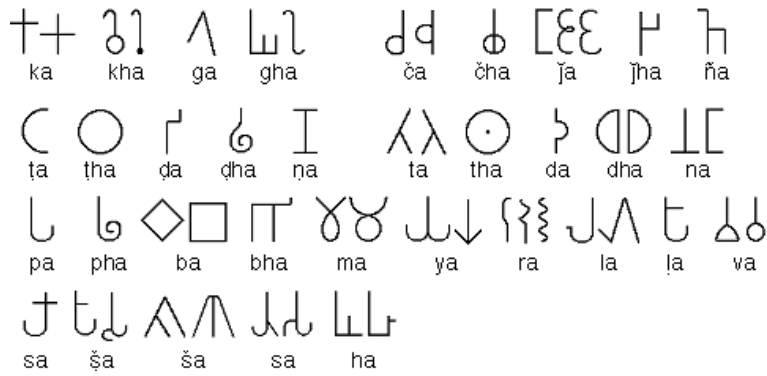 𑀓 𑀔 𑀕 𑀖 𑀘 𑀙 𑀚 𑀛 𑀜
ka kha ga gha ča čha ǰa ǰha ña
𑀝 𑀞 𑀟 𑀠 𑀡 𑀢 𑀣 𑀤 𑀥 𑀦
ṭa ṭha ḍa ḍha ṇa ta tha da dha na
𑀧 𑀨 𑀩 𑀪 𑀫 𑀬 𑀭 𑀮 𑀴 𑀯
pa pha ba bha ma ya ra la ḷa va
𑀲 𑀱 𑀰 𑀲 𑀳
sa ṣa ša sa ha